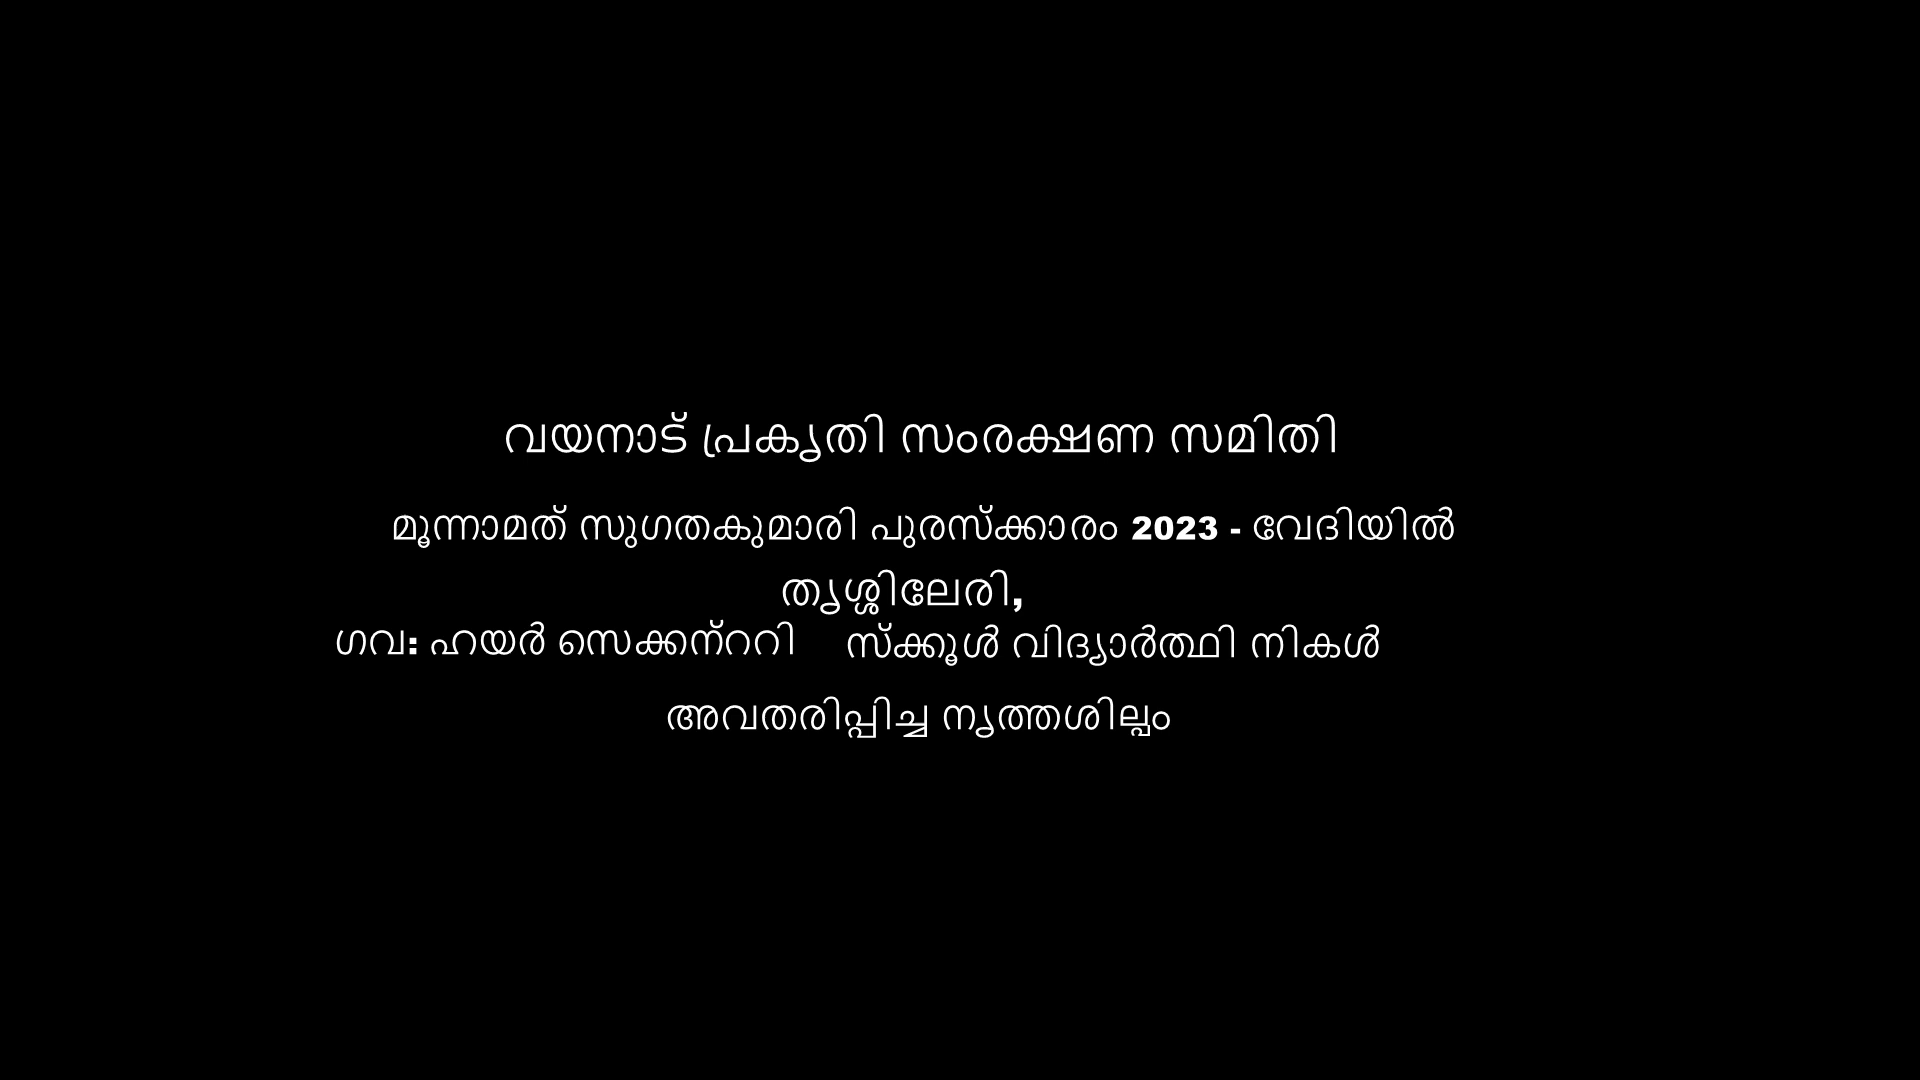 വയനാട് പ്രകൃതി സംരക്ഷണ സമിതി
മൂന്നാമത് സുഗതകുമാരി പുരസ്ക്കാരം 2023 - വേദിയിൽ
തൃശ്ശിലേരി,
ഗവ: ഹയർ സെക്കന്ററി സ്ക്കൂൾ വിദ്യാർത്ഥി നികൾ
അവതരിപ്പിച്ച നൃത്തശില്പം